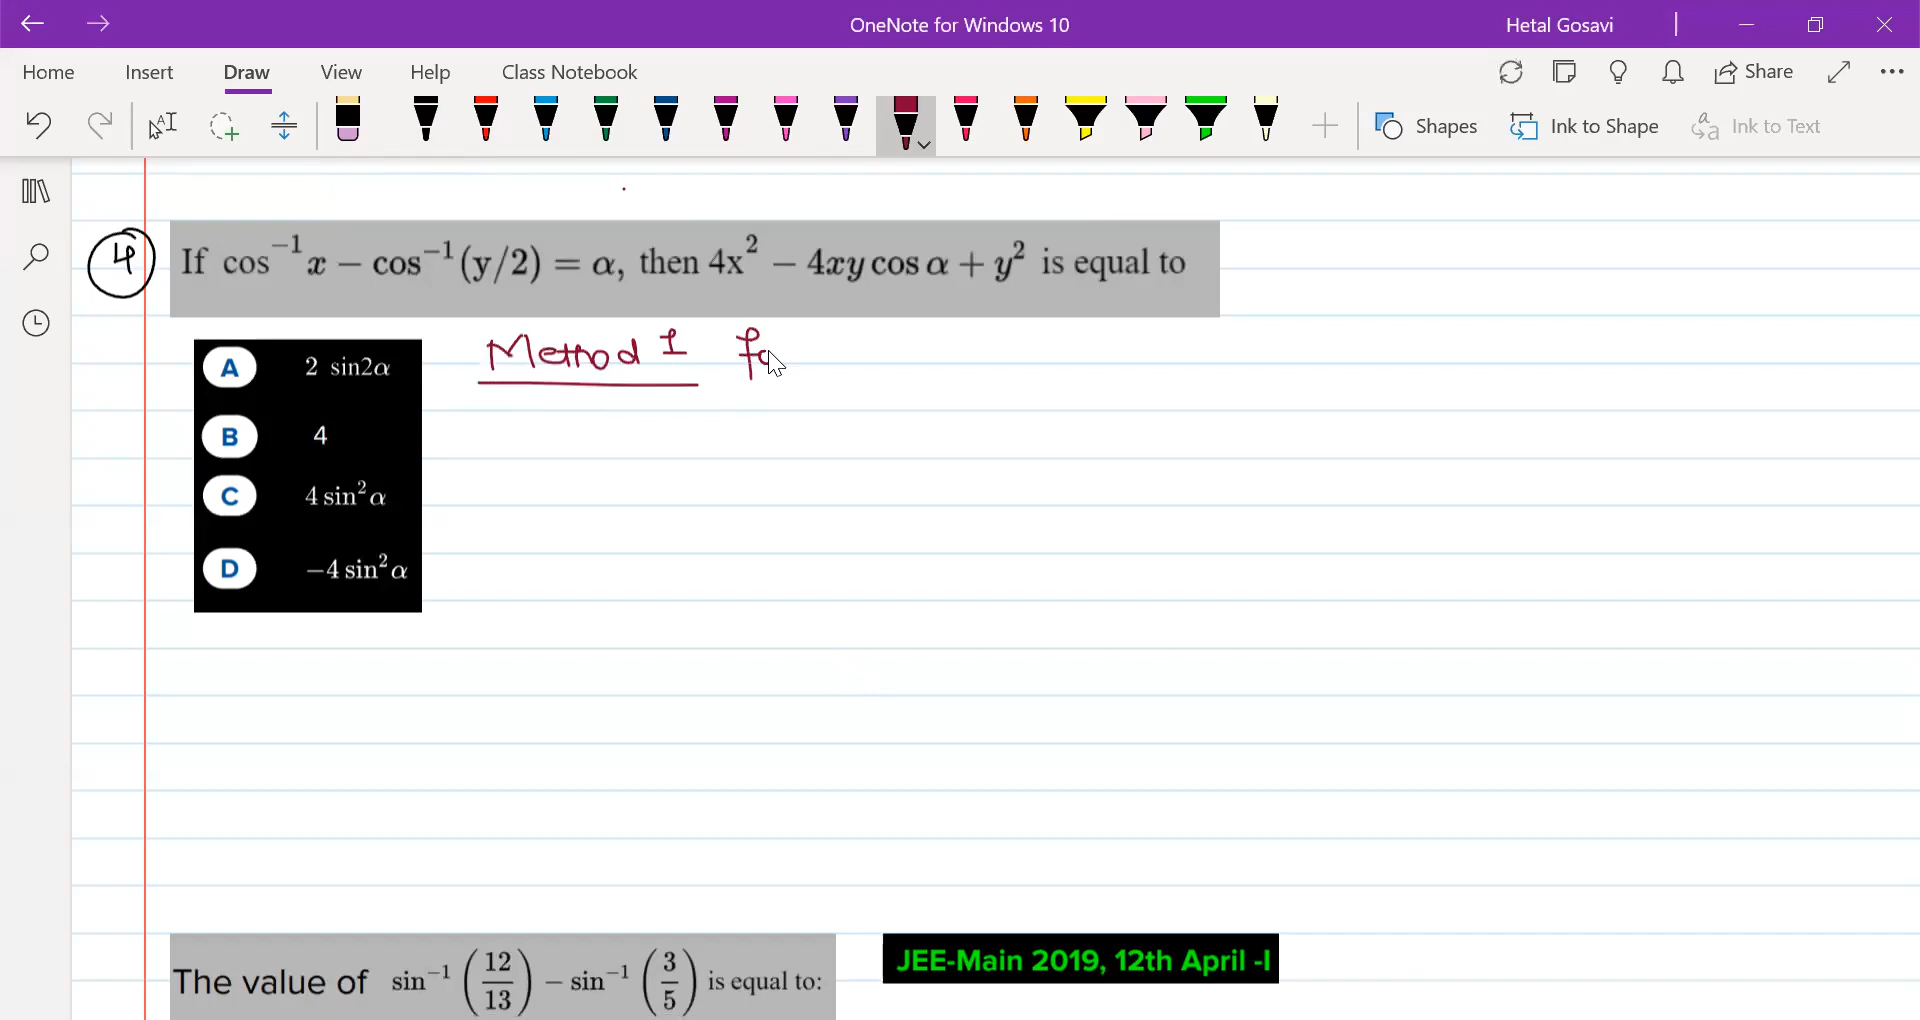 OneNote for Windows 10
Hetal Gosavi
Home Insert Draw View Help Class Notebook
Share
Shapes Ink to Shape Ink to Text
4 If cos⁻¹x − cos⁻¹(y/2) = α, then 4x² − 4xy cos α + y² is equal to
Method 1 fo
A 2 sin2α
B 4
C 4 sin²α
D −4 sin²α
The value of sin⁻¹(12/13) − sin⁻¹(3/5) is equal to:
JEE-Main 2019, 12th April -I